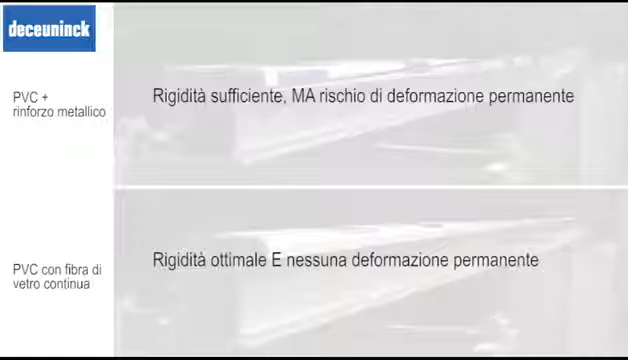 deceuninck
PVC +
rinforzo metallico
Rigidità sufficiente, MA rischio di deformazione permanente
PVC con fibra di
vetro continua
Rigidità ottimale E nessuna deformazione permanente